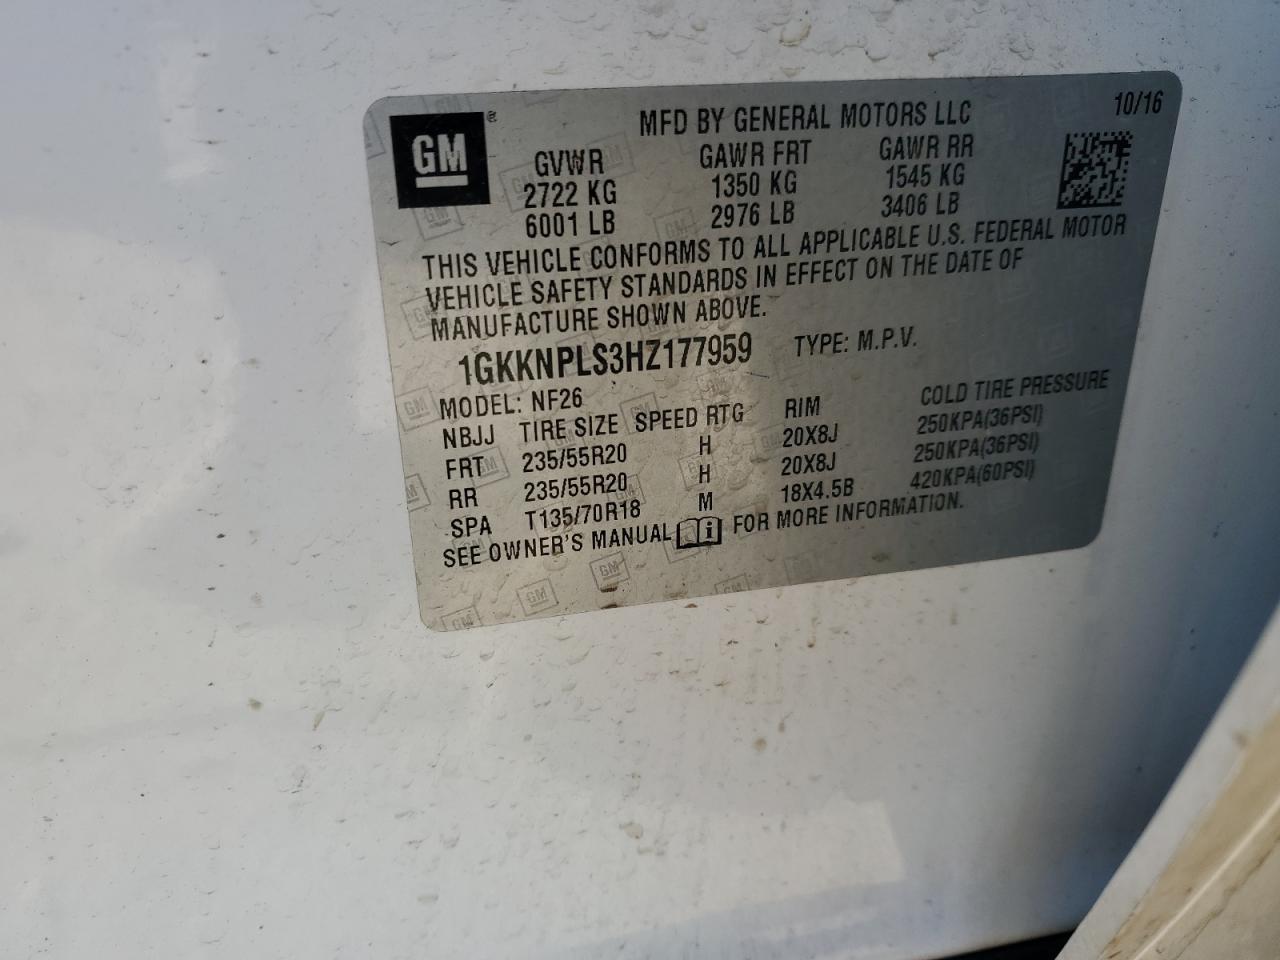 GM ®
MFD BY GENERAL MOTORS LLC 10/16
GVWR GAWR FRT GAWR RR
2722 KG 1350 KG 1545 KG
6001 LB 2976 LB 3406 LB
THIS VEHICLE CONFORMS TO ALL APPLICABLE U.S. FEDERAL MOTOR
VEHICLE SAFETY STANDARDS IN EFFECT ON THE DATE OF
MANUFACTURE SHOWN ABOVE.
1GKKNPLS3HZ177959 TYPE: M.P.V.
MODEL: NF26
NBJJ TIRE SIZE SPEED RTG RIM COLD TIRE PRESSURE
FRT 235/55R20 H 20X8J 250KPA(36PSI)
RR 235/55R20 H 20X8J 250KPA(36PSI)
SPA T135/70R18 M 18X4.5B 420KPA(60PSI)
SEE OWNER'S MANUAL FOR MORE INFORMATION.